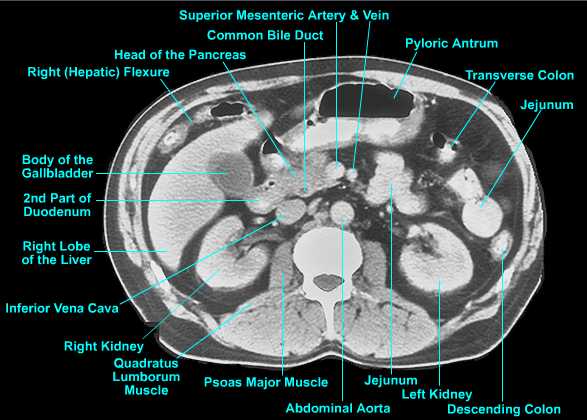 Superior Mesenteric Artery & Vein
Common Bile Duct
Head of the Pancreas
Pyloric Antrum
Right (Hepatic) Flexure
Transverse Colon
Jejunum
Body of the
Gallbladder
2nd Part of
Duodenum
Right Lobe
of the Liver
Inferior Vena Cava
Right Kidney
Quadratus
Lumborum
Muscle
Psoas Major Muscle
Jejunum
Left Kidney
Abdominal Aorta
Descending Colon